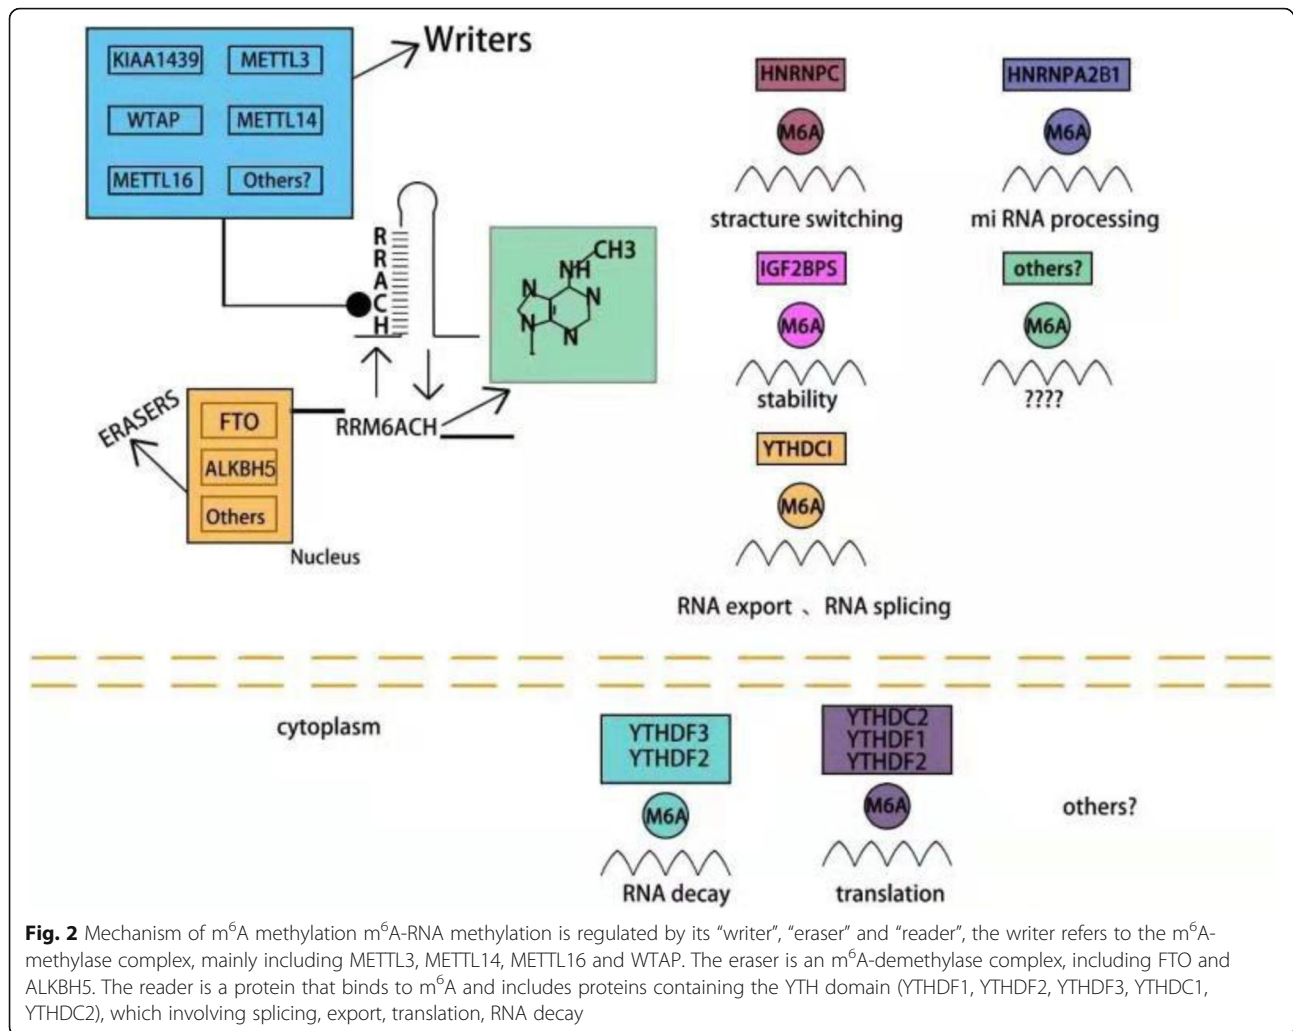 Writers
KIAA1439 METTL3
WTAP METTL14
METTL16 Others?
R
R
A
C
H
CH3
NH
N
N
N
N
RRM6ACH
ERASERS
FTO
ALKBH5
Others
Nucleus
HNRNPC
M6A
stracture switching
HNRNPA2B1
M6A
mi RNA processing
IGF2BPS
M6A
stability
others?
M6A
????
YTHDCI
M6A
RNA export 、RNA splicing
cytoplasm
YTHDF3
YTHDF2
M6A
RNA decay
YTHDC2
YTHDF1
YTHDF2
M6A
translation
others?
Fig. 2 Mechanism of m⁶A methylation m⁶A-RNA methylation is regulated by its “writer”, “eraser” and “reader”, the writer refers to the m⁶A-
methylase complex, mainly including METTL3, METTL14, METTL16 and WTAP. The eraser is an m⁶A-demethylase complex, including FTO and
ALKBH5. The reader is a protein that binds to m⁶A and includes proteins containing the YTH domain (YTHDF1, YTHDF2, YTHDF3, YTHDC1,
YTHDC2), which involving splicing, export, translation, RNA decay